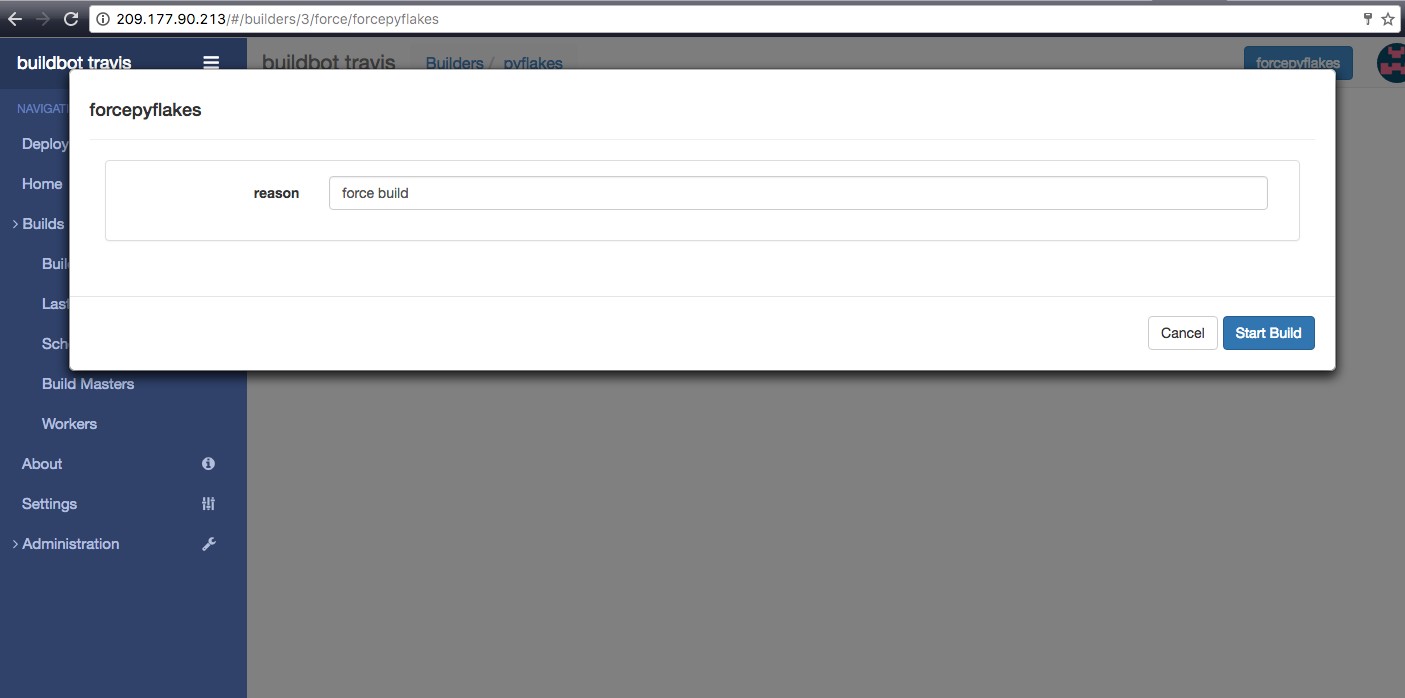 209.177.90.213/#/builders/3/force/forcepyflakes
buildbot travis
buildbot travis
Builders / pyflakes
forcepyflakes
forcepyflakes
reason
force build
Cancel
Start Build
NAVIGATI
Deploy
Home
Builds
Buil
Last
Sch
Build Masters
Workers
About
Settings
Administration